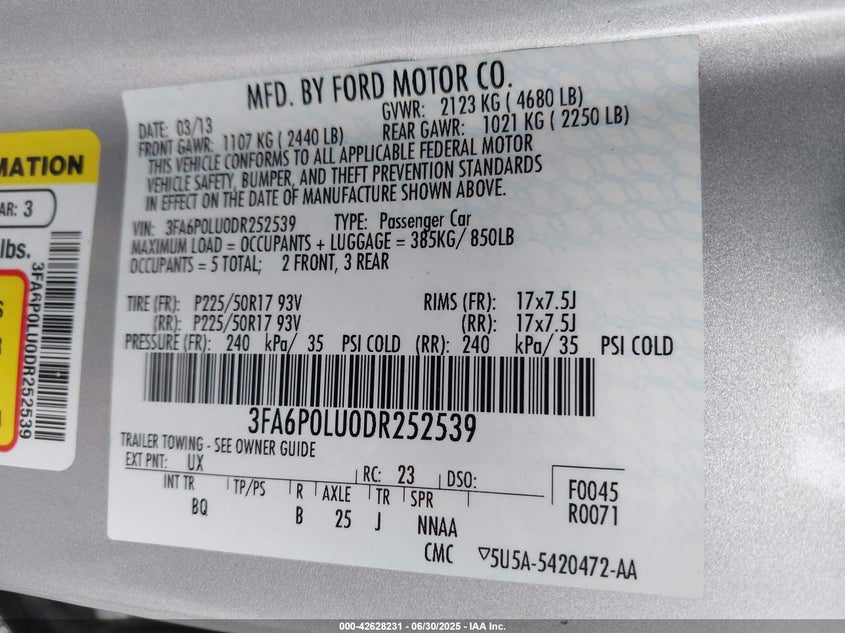 MFD. BY FORD MOTOR CO.
DATE: 03/13 GVWR: 2123 KG ( 4680 LB)
FRONT GAWR: 1107 KG ( 2440 LB) REAR GAWR: 1021 KG ( 2250 LB)
THIS VEHICLE CONFORMS TO ALL APPLICABLE FEDERAL MOTOR
VEHICLE SAFETY, BUMPER, AND THEFT PREVENTION STANDARDS
IN EFFECT ON THE DATE OF MANUFACTURE SHOWN ABOVE.
VIN: 3FA6P0LU0DR252539 TYPE: Passenger Car
MAXIMUM LOAD = OCCUPANTS + LUGGAGE = 385KG/ 850LB
OCCUPANTS = 5 TOTAL; 2 FRONT, 3 REAR
TIRE (FR): P225/50R17 93V RIMS (FR): 17x7.5J
(RR): P225/50R17 93V (RR): 17x7.5J
PRESSURE (FR): 240 kPa/ 35 PSI COLD (RR): 240 kPa/ 35 PSI COLD
3FA6P0LU0DR252539
TRAILER TOWING - SEE OWNER GUIDE
EXT PNT: UX RC: 23 DSO: F0045
INT TR TP/PS R AXLE TR SPR R0071
BQ B 25 J NNAA
CMC ▽5U5A-5420472-AA
MATION
AR: 3
lbs.
3FA6P0LU0DR252539
000-42628231 - 06/30/2025 - IAA Inc.